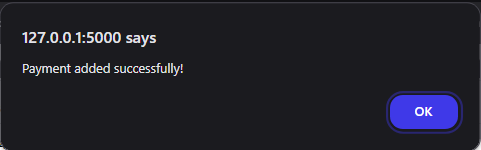 127.0.0.1:5000 says
Payment added successfully!
OK